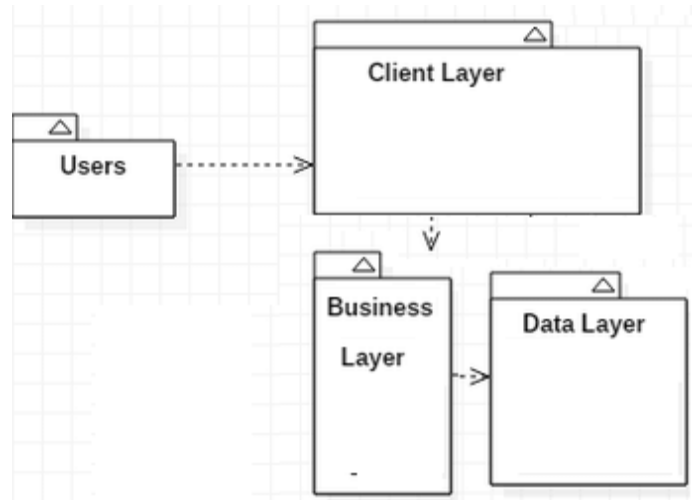 Client Layer
Users
Business
Layer
Data Layer
-